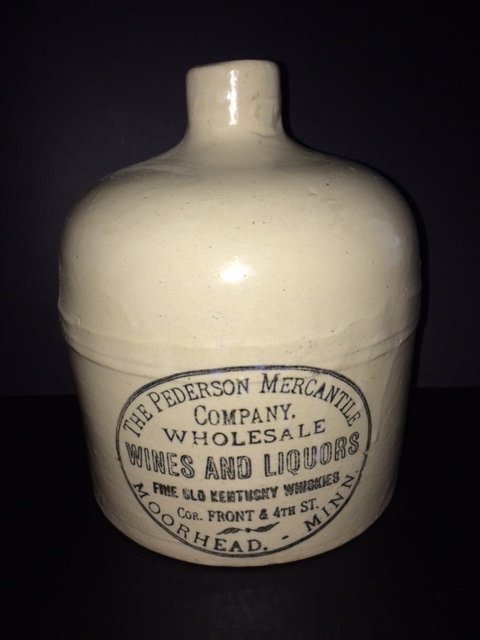 THE PEDERSON MERCANTILE
COMPANY.
WHOLESALE
WINES AND LIQUORS
FINE OLD KENTUCKY WHISKIES
COR. FRONT & 4TH ST.
MOORHEAD. - MINN.